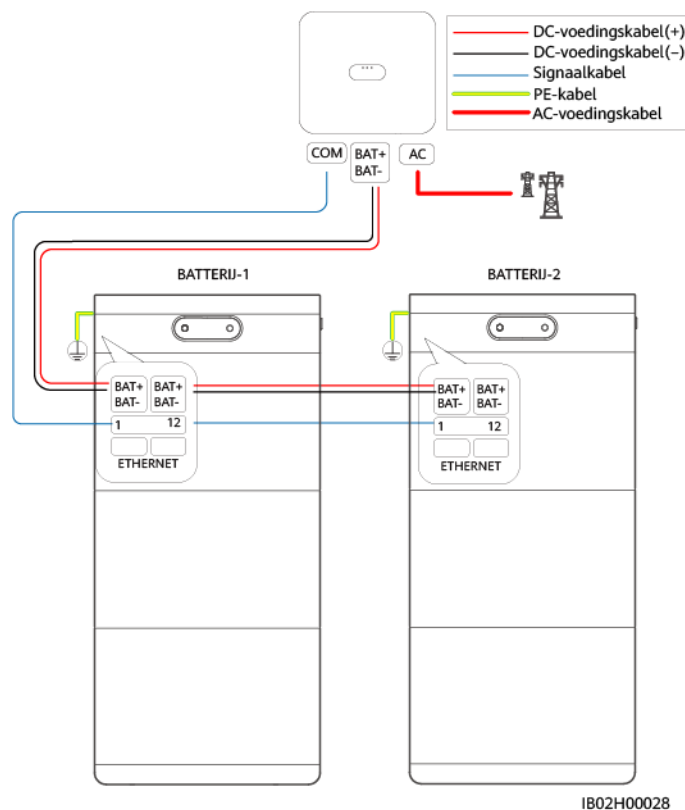 DC-voedingskabel(+)
DC-voedingskabel(−)
Signaalkabel
PE-kabel
AC-voedingskabel
COM
BAT+
BAT-
AC
BATTERIJ-1
BATTERIJ-2
BAT+ BAT+
BAT- BAT-
1 12
ETHERNET
BAT+ BAT+
BAT- BAT-
1 12
ETHERNET
IB02H00028